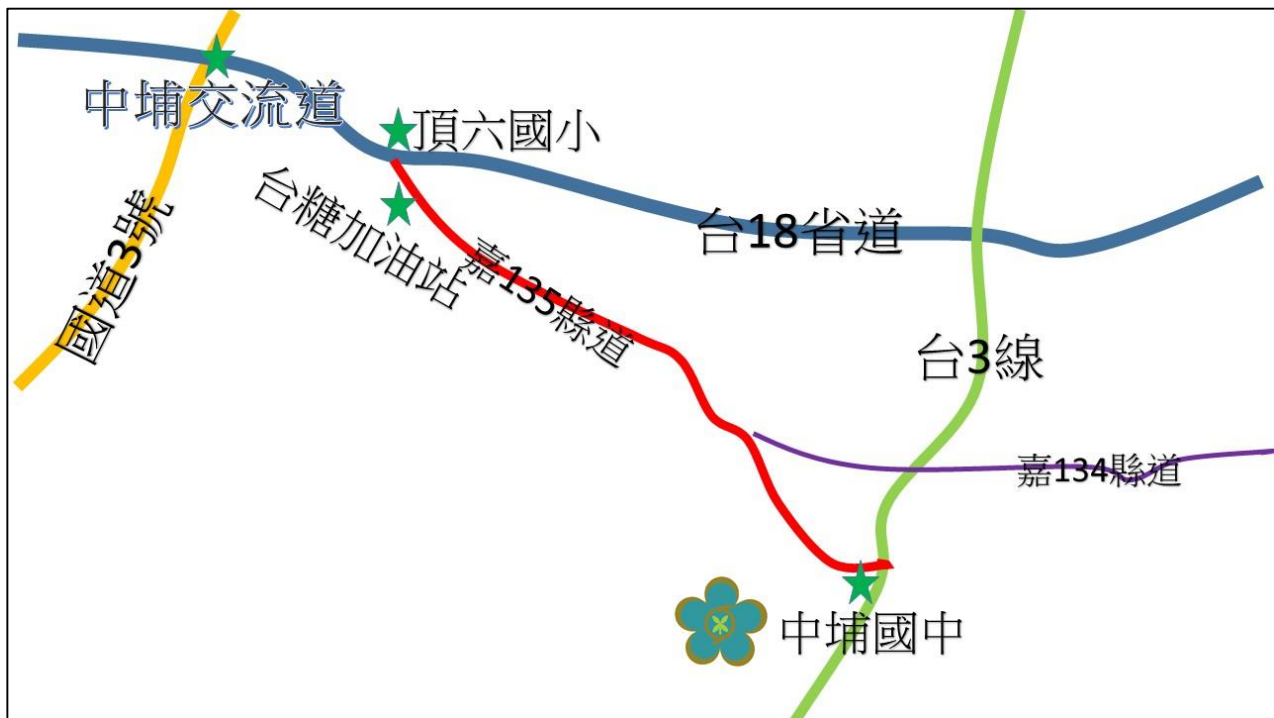 中埔交流道
頂六國小
台糖加油站
國道3號
台18省道
嘉135縣道
台3線
嘉134縣道
中埔國中